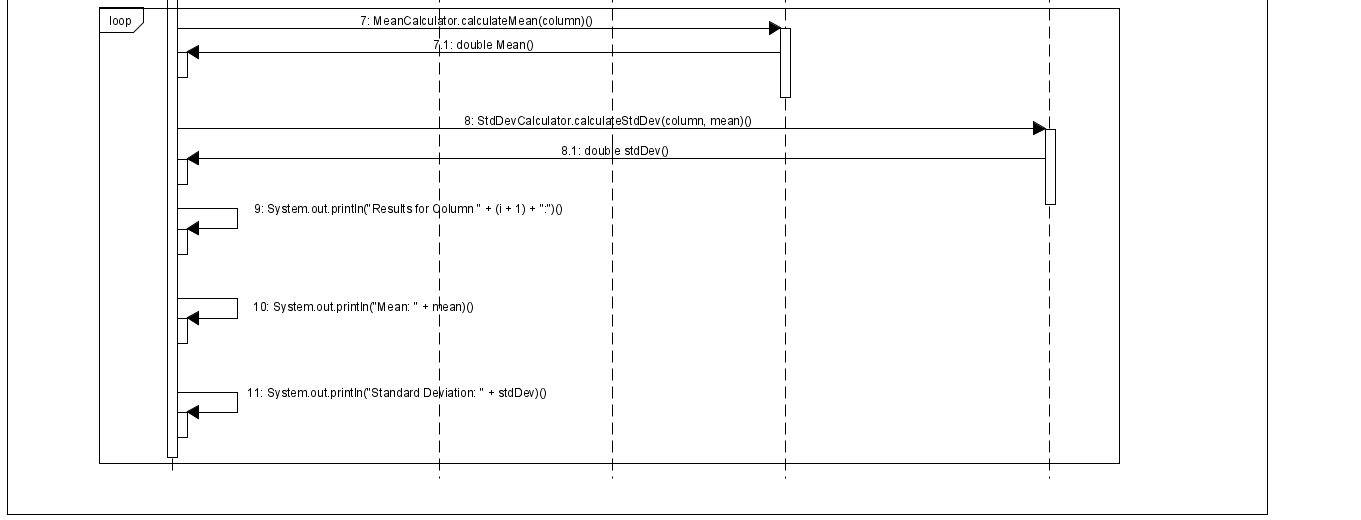 loop
7: MeanCalculator.calculateMean(column)()
7.1: double Mean()
8: StdDevCalculator.calculateStdDev(column, mean)()
8.1: double stdDev()
9: System.out.println("Results for Column " + (i + 1) + ":")()
10: System.out.println("Mean: " + mean)()
11: System.out.println("Standard Deviation: " + stdDev)()